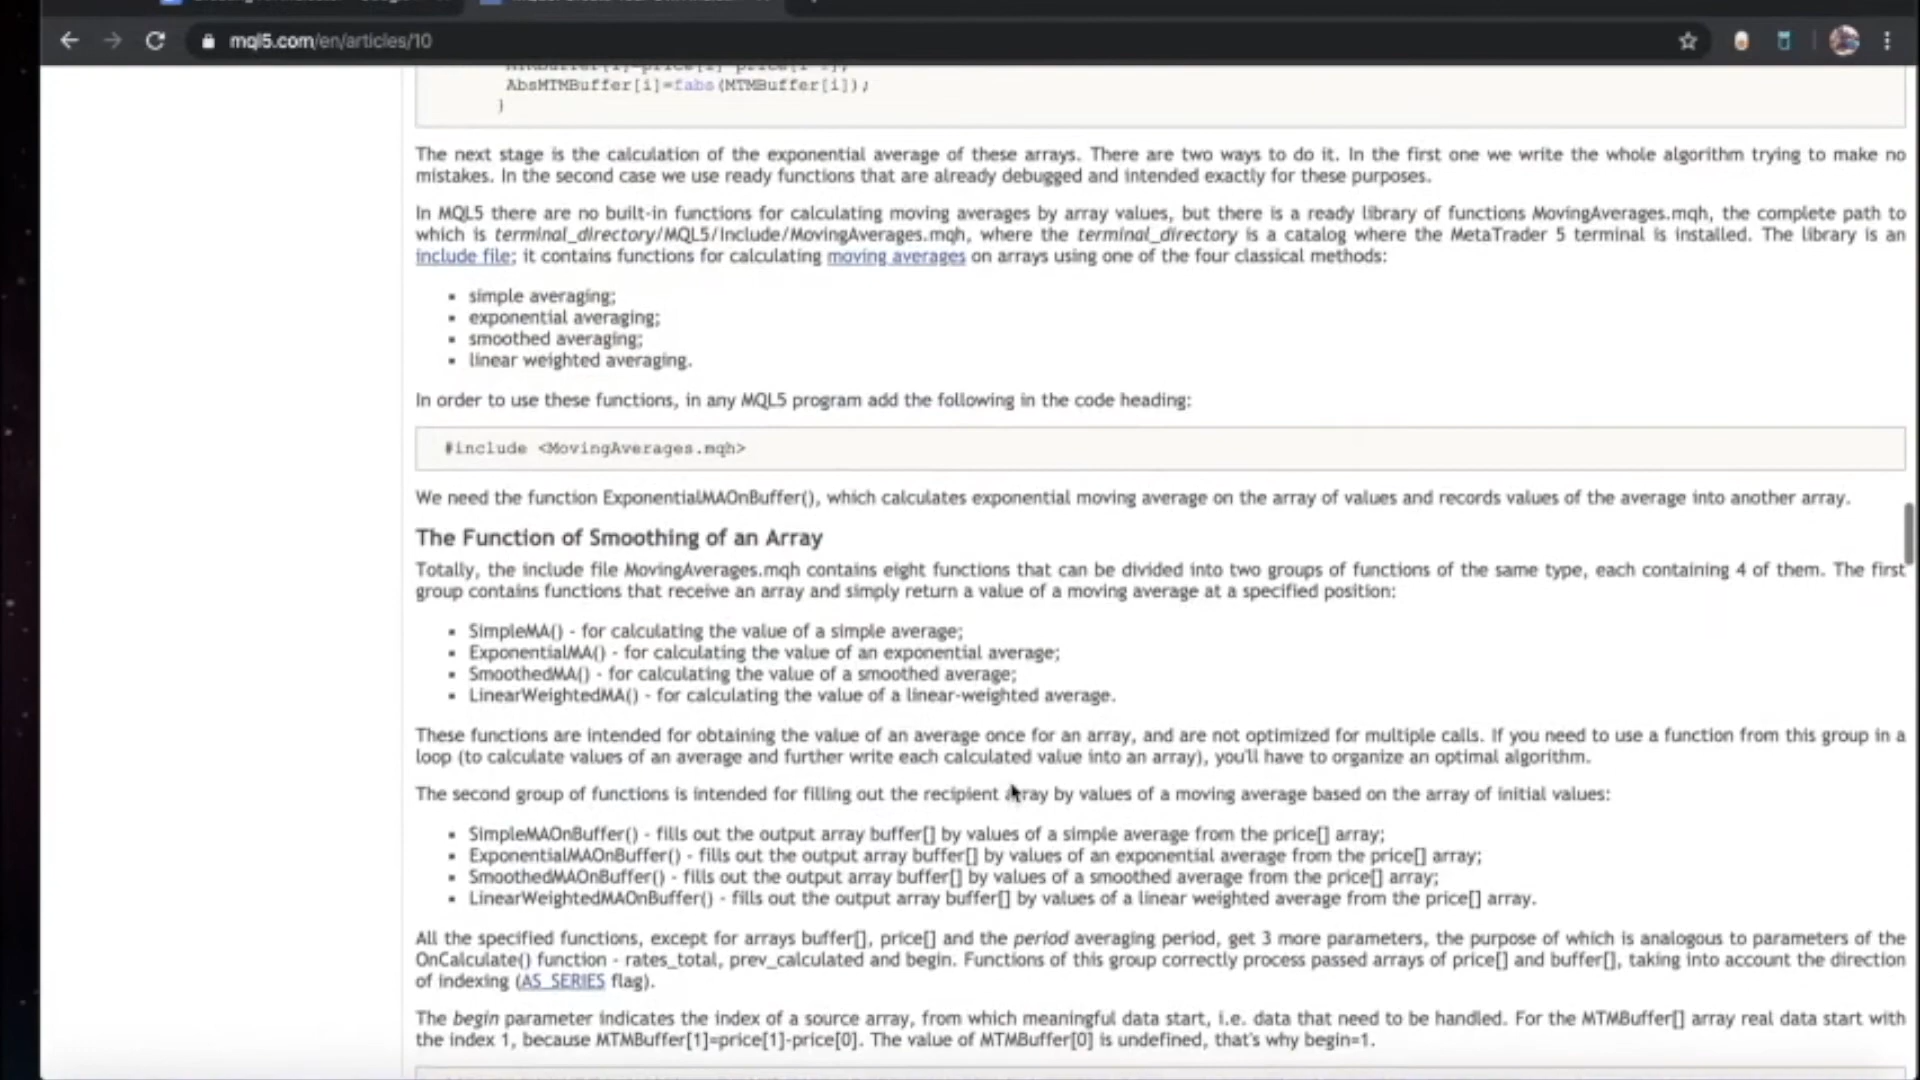 mql5.com/en/articles/10
AbsMTMBuffer[i]=fabs(MTMBuffer[i]);
}
The next stage is the calculation of the exponential average of these arrays. There are two ways to do it. In the first one we write the whole algorithm trying to make no
mistakes. In the second case we use ready functions that are already debugged and intended exactly for these purposes.
In MQL5 there are no built-in functions for calculating moving averages by array values, but there is a ready library of functions MovingAverages.mqh, the complete path to
which is terminal_directory/MQL5/Include/MovingAverages.mqh, where the terminal_directory is a catalog where the MetaTrader 5 terminal is installed. The library is an
include file; it contains functions for calculating moving averages on arrays using one of the four classical methods:
▪ simple averaging;
▪ exponential averaging;
▪ smoothed averaging;
▪ linear weighted averaging.
In order to use these functions, in any MQL5 program add the following in the code heading:
#include <MovingAverages.mqh>
We need the function ExponentialMAOnBuffer(), which calculates exponential moving average on the array of values and records values of the average into another array.
The Function of Smoothing of an Array
Totally, the include file MovingAverages.mqh contains eight functions that can be divided into two groups of functions of the same type, each containing 4 of them. The first
group contains functions that receive an array and simply return a value of a moving average at a specified position:
▪ SimpleMA() - for calculating the value of a simple average;
▪ ExponentialMA() - for calculating the value of an exponential average;
▪ SmoothedMA() - for calculating the value of a smoothed average;
▪ LinearWeightedMA() - for calculating the value of a linear-weighted average.
These functions are intended for obtaining the value of an average once for an array, and are not optimized for multiple calls. If you need to use a function from this group in a
loop (to calculate values of an average and further write each calculated value into an array), you'll have to organize an optimal algorithm.
The second group of functions is intended for filling out the recipient array by values of a moving average based on the array of initial values:
▪ SimpleMAOnBuffer() - fills out the output array buffer[] by values of a simple average from the price[] array;
▪ ExponentialMAOnBuffer() - fills out the output array buffer[] by values of an exponential average from the price[] array;
▪ SmoothedMAOnBuffer() - fills out the output array buffer[] by values of a smoothed average from the price[] array;
▪ LinearWeightedMAOnBuffer() - fills out the output array buffer[] by values of a linear weighted average from the price[] array.
All the specified functions, except for arrays buffer[], price[] and the period averaging period, get 3 more parameters, the purpose of which is analogous to parameters of the
OnCalculate() function - rates_total, prev_calculated and begin. Functions of this group correctly process passed arrays of price[] and buffer[], taking into account the direction
of indexing (AS_SERIES flag).
The begin parameter indicates the index of a source array, from which meaningful data start, i.e. data that need to be handled. For the MTMBuffer[] array real data start with
the index 1, because MTMBuffer[1]=price[1]-price[0]. The value of MTMBuffer[0] is undefined, that's why begin=1.